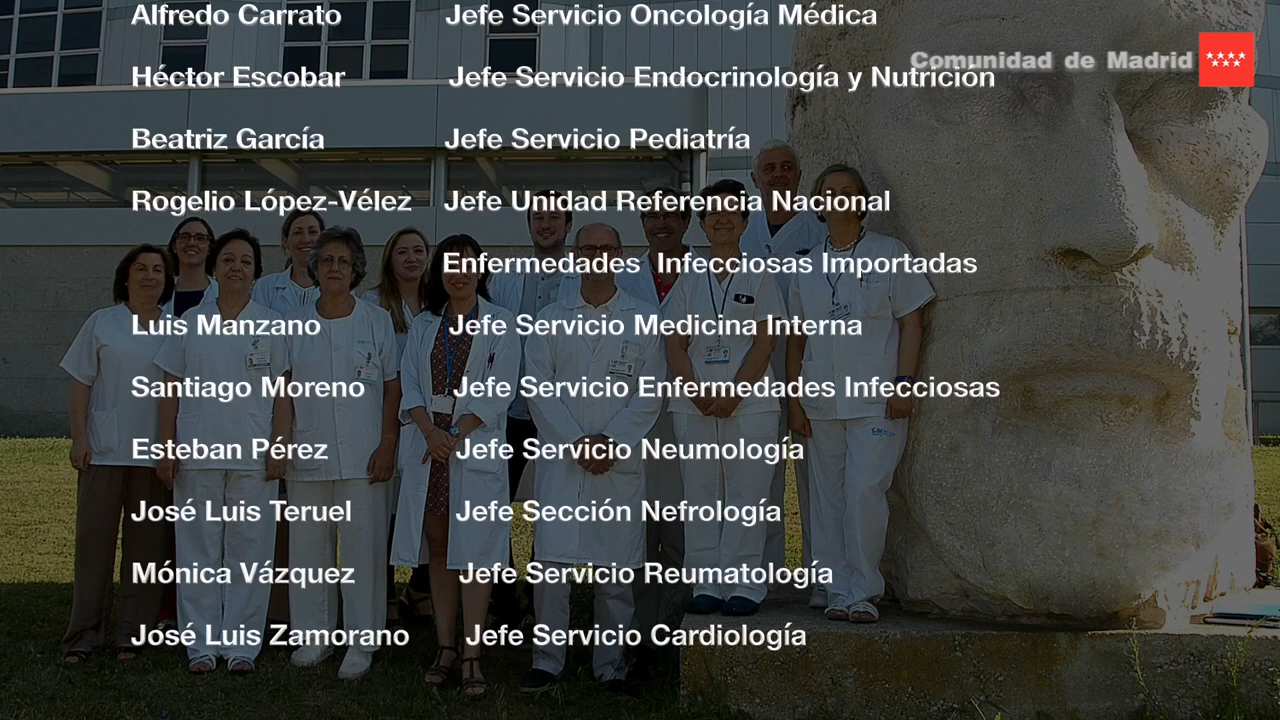 Alfredo Carrato Jefe Servicio Oncología Médica
Comunidad de Madrid
Héctor Escobar Jefe Servicio Endocrinología y Nutrición
Beatriz García Jefe Servicio Pediatría
Rogelio López-Vélez Jefe Unidad Referencia Nacional
Enfermedades Infecciosas Importadas
Luis Manzano Jefe Servicio Medicina Interna
Santiago Moreno Jefe Servicio Enfermedades Infecciosas
Esteban Pérez Jefe Servicio Neumología
José Luis Teruel Jefe Sección Nefrología
Mónica Vázquez Jefe Servicio Reumatología
José Luis Zamorano Jefe Servicio Cardiología